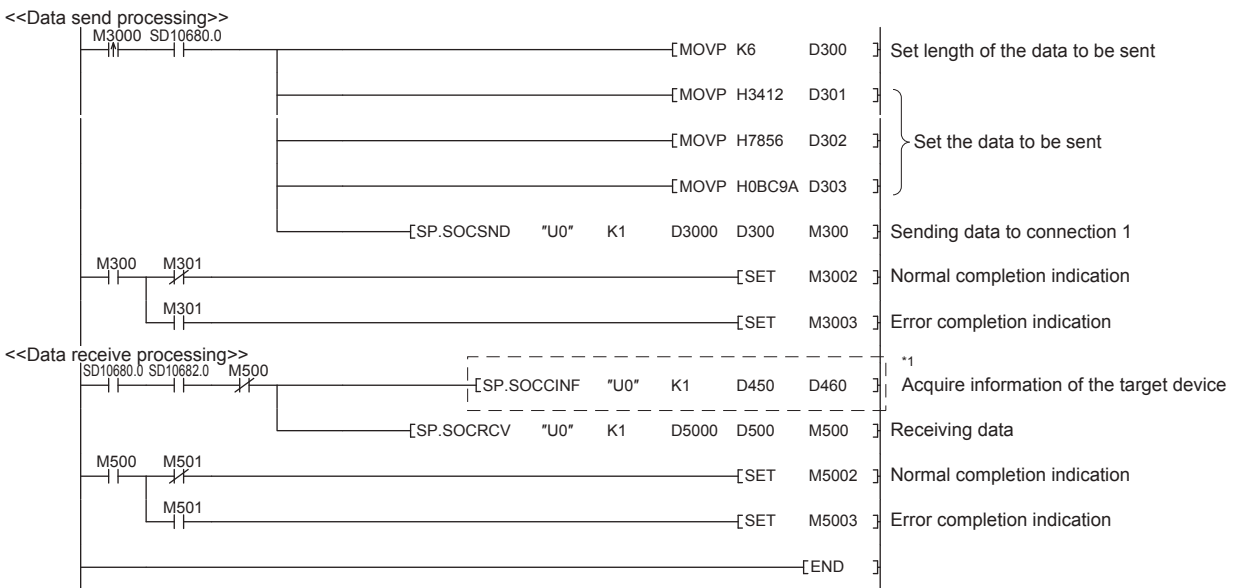 <<Data send processing>>
M3000 SD10680.0
MOVP K6 D300 Set length of the data to be sent
MOVP H3412 D301
MOVP H7856 D302 Set the data to be sent
MOVP H0BC9A D303
SP.SOCSND "U0" K1 D3000 D300 M300 Sending data to connection 1
M300 M301
SET M3002 Normal completion indication
M301
SET M3003 Error completion indication
<<Data receive processing>>
SD10680.0 SD10682.0 M500
*1
SP.SOCCINF "U0" K1 D450 D460 Acquire information of the target device
SP.SOCRCV "U0" K1 D5000 D500 M500 Receiving data
M500 M501
SET M5002 Normal completion indication
M501
SET M5003 Error completion indication
END